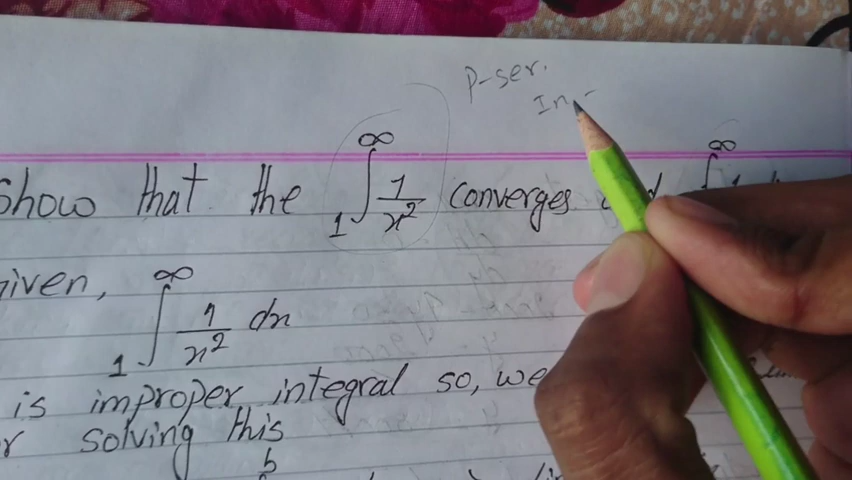 P-ser.
In
Show that the ∫₁^∞ 1/x² converges
given,
∫₁^∞ 1/x² dx
is improper integral so, we
solving this
b